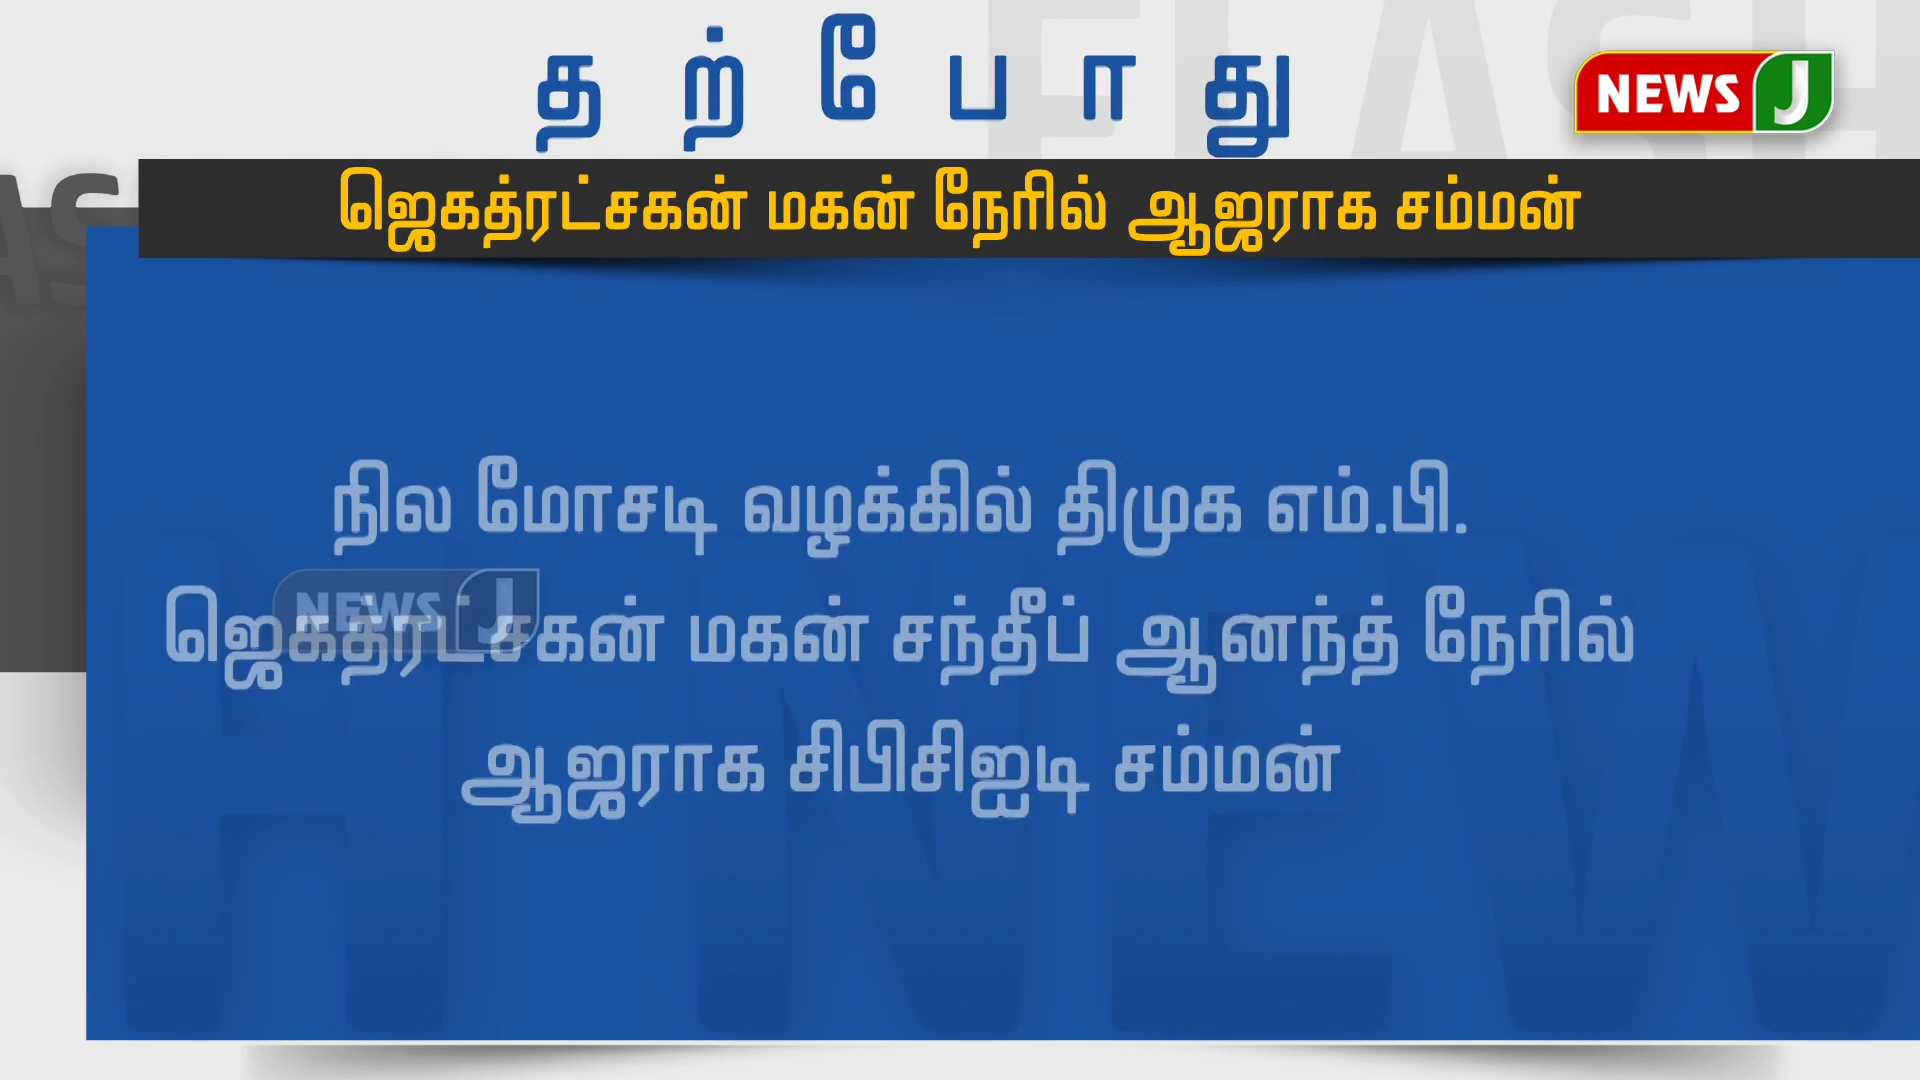 தற்போது
NEWS J
ஜெகத்ரட்சகன் மகன் நேரில் ஆஜராக சம்மன்
நில மோசடி வழக்கில் திமுக எம்.பி.
ஜெகத்ரட்சகன் மகன் சந்தீப் ஆனந்த் நேரில்
NEWS J
ஆஜராக சிபிசிஐடி சம்மன்